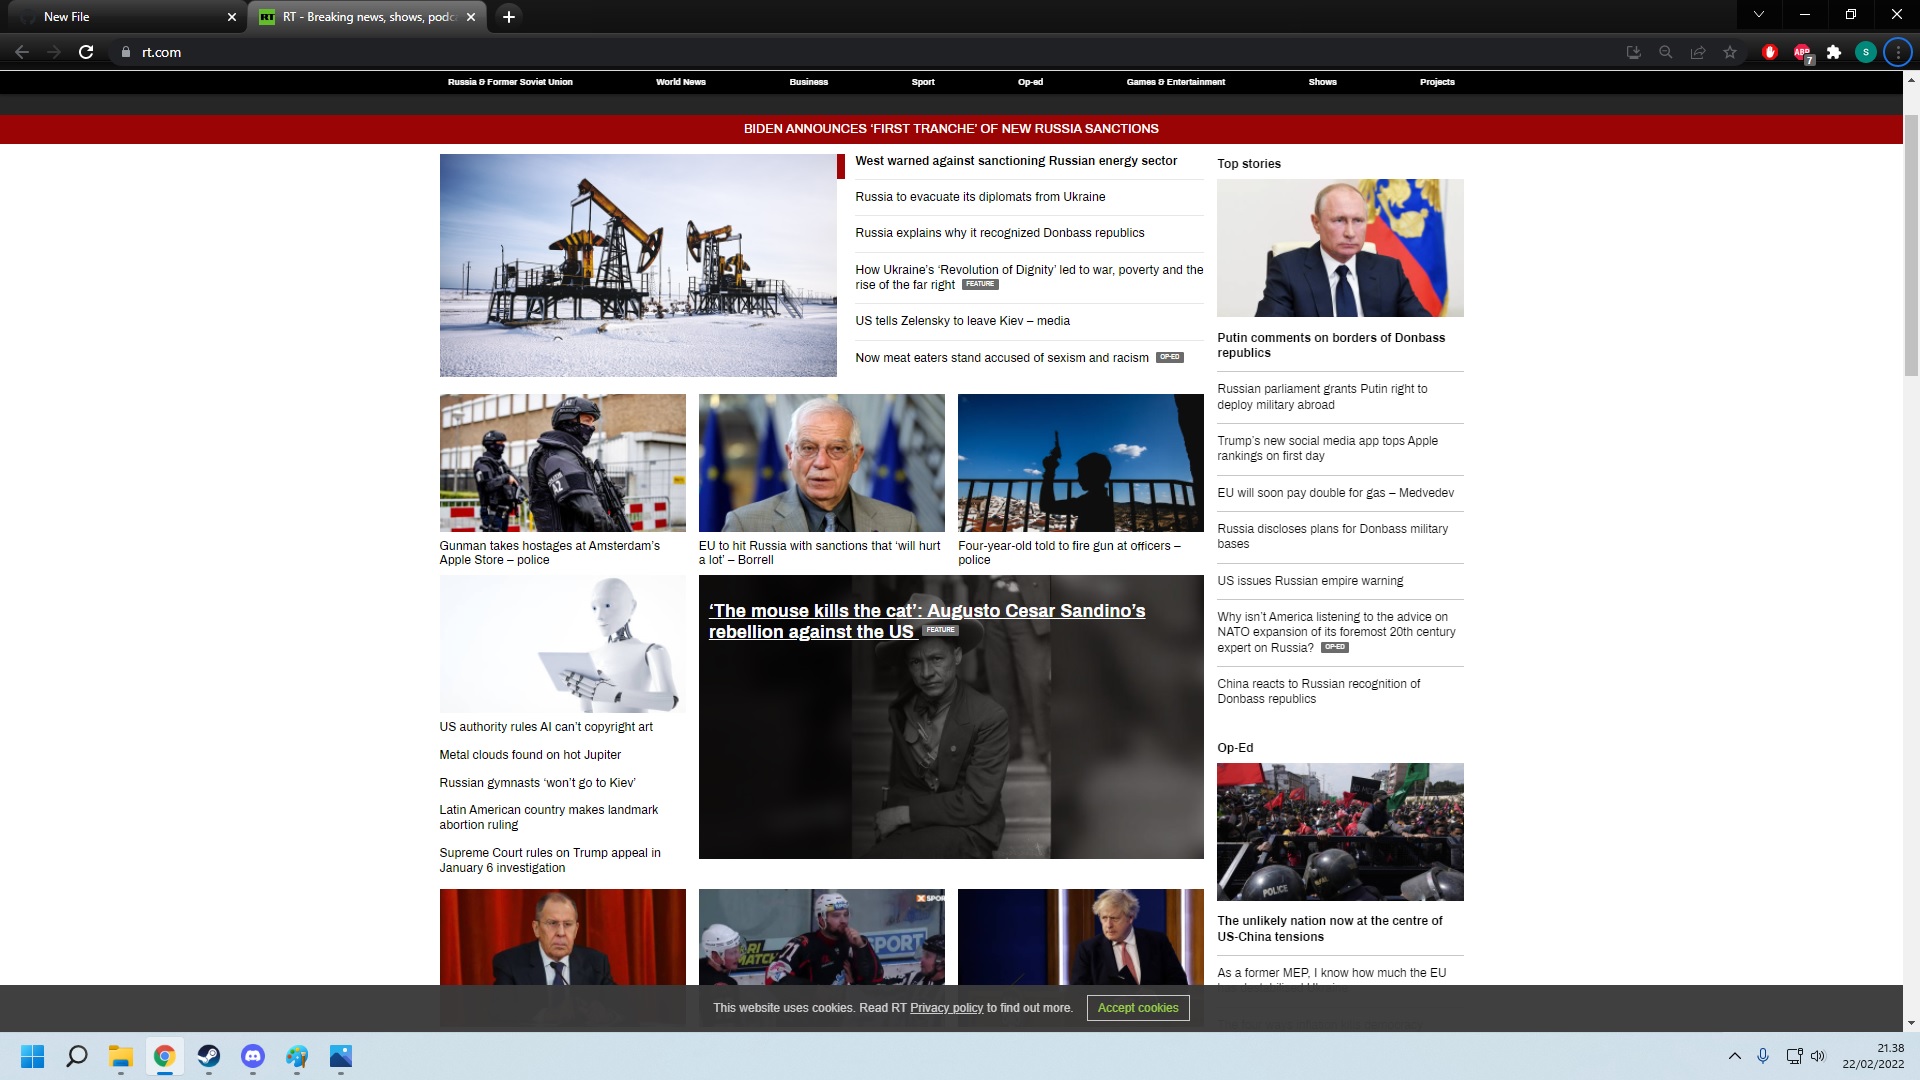 New File
RT - Breaking news, shows, podc
rt.com
Russia & Former Soviet Union
World News
Business
Sport
Op-ed
Games & Entertainment
Shows
Projects
BIDEN ANNOUNCES ‘FIRST TRANCHE’ OF NEW RUSSIA SANCTIONS
West warned against sanctioning Russian energy sector
Russia to evacuate its diplomats from Ukraine
Russia explains why it recognized Donbass republics
How Ukraine’s ‘Revolution of Dignity’ led to war, poverty and the
rise of the far right FEATURE
US tells Zelensky to leave Kiev – media
Now meat eaters stand accused of sexism and racism OP-ED
Gunman takes hostages at Amsterdam’s
Apple Store – police
EU to hit Russia with sanctions that ‘will hurt
a lot’ – Borrell
Four-year-old told to fire gun at officers –
police
US authority rules AI can’t copyright art
Metal clouds found on hot Jupiter
Russian gymnasts ‘won’t go to Kiev’
Latin American country makes landmark
abortion ruling
Supreme Court rules on Trump appeal in
January 6 investigation
‘The mouse kills the cat’: Augusto Cesar Sandino’s
rebellion against the US FEATURE
Top stories
Putin comments on borders of Donbass
republics
Russian parliament grants Putin right to
deploy military abroad
Trump’s new social media app tops Apple
rankings on first day
EU will soon pay double for gas – Medvedev
Russia discloses plans for Donbass military
bases
US issues Russian empire warning
Why isn’t America listening to the advice on
NATO expansion of its foremost 20th century
expert on Russia? OP-ED
China reacts to Russian recognition of
Donbass republics
Op-Ed
POLICE
The unlikely nation now at the centre of
US-China tensions
As a former MEP, I know how much the EU
SPORT
71
This website uses cookies. Read RT Privacy policy to find out more.
Accept cookies
RT
ABP
7
S
21.38
22/02/2022